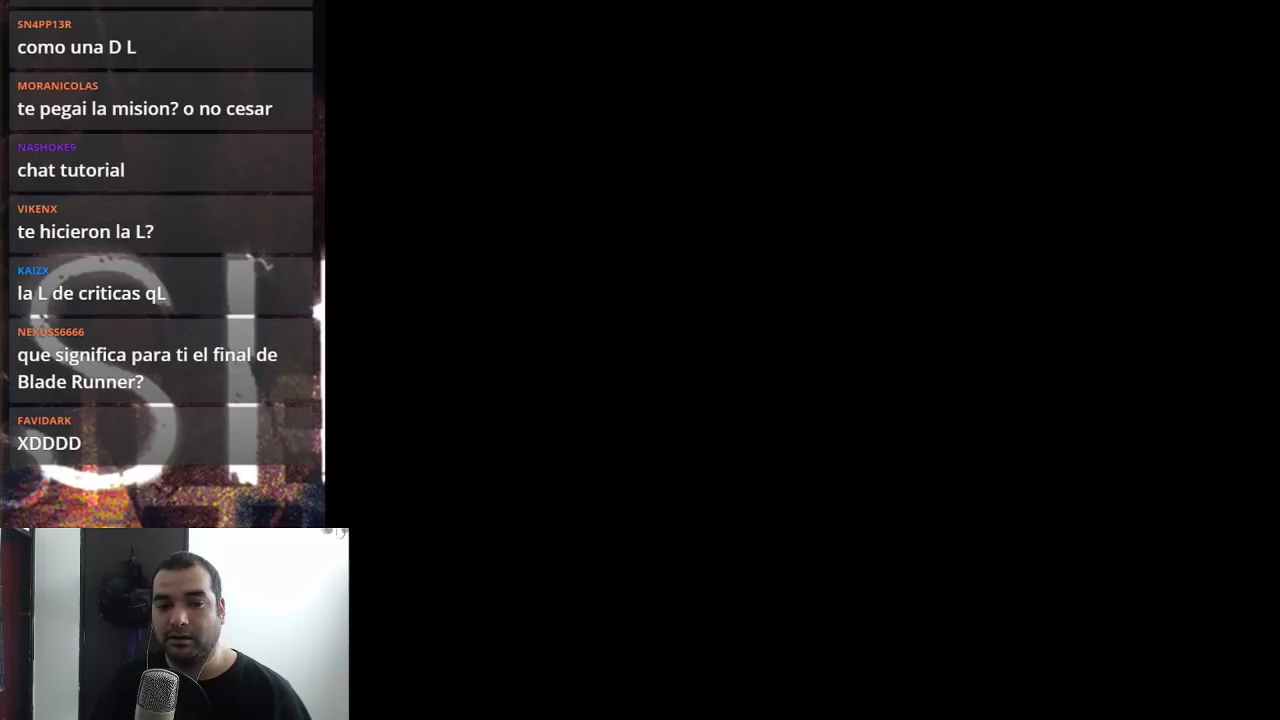 SN4PP13R
como una D L
MORANICOLAS
te pegai la mision? o no cesar
NASHOKE9
chat tutorial
VIKENX
te hicieron la L?
KAIZX
la L de criticas qL
NEXUSS6666
que significa para ti el final de
Blade Runner?
FAVIDARK
XDDDD